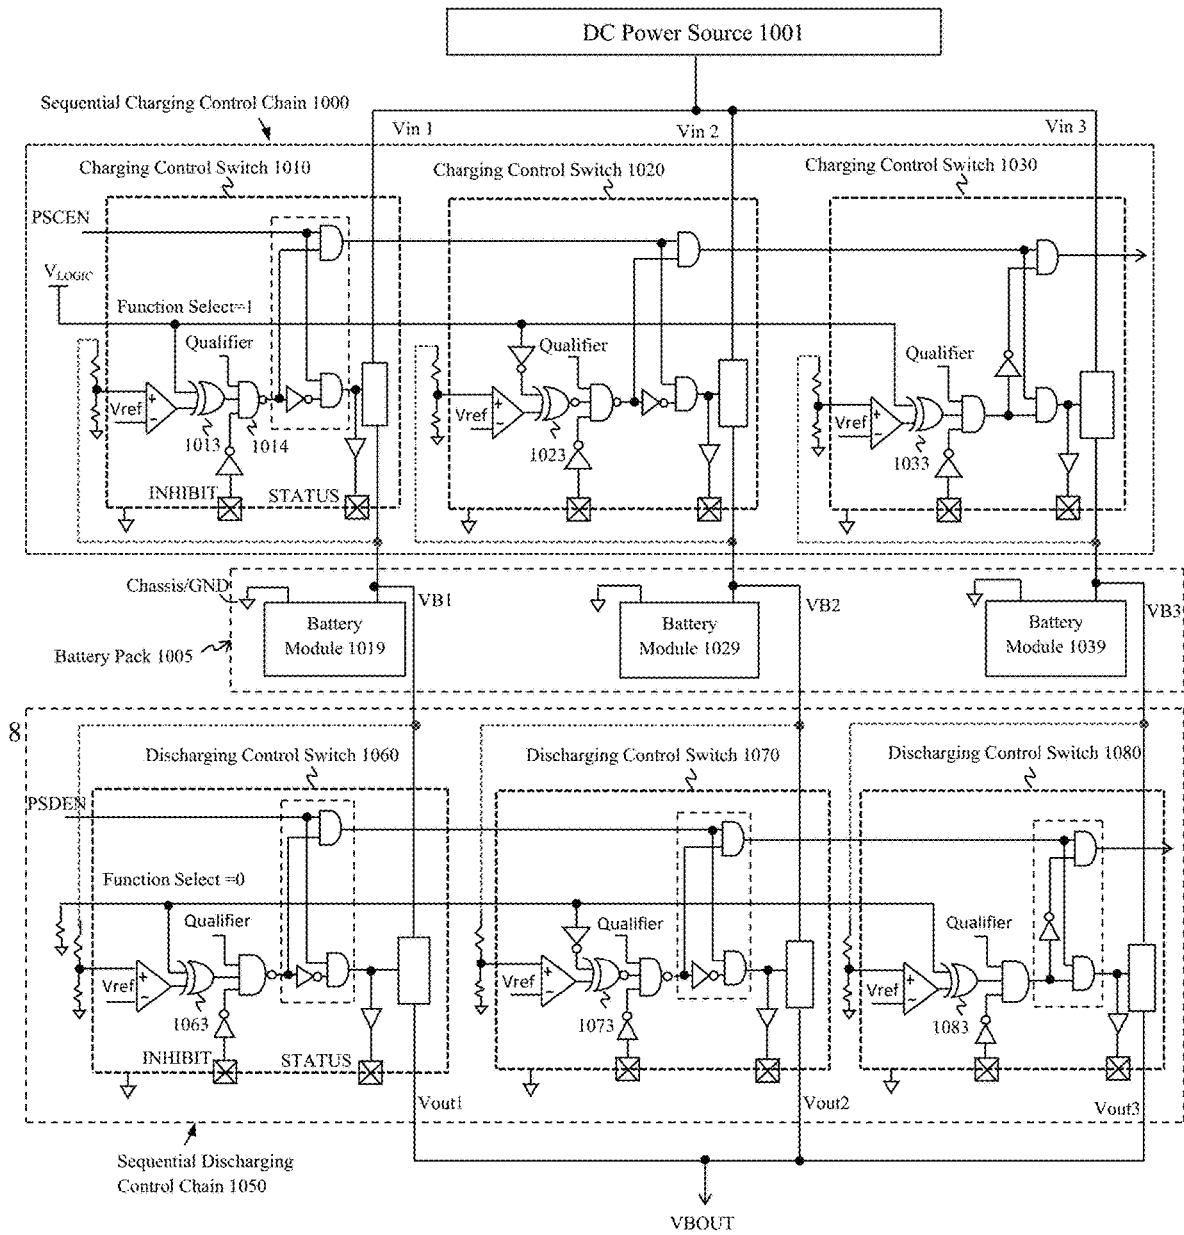 DC Power Source 1001
Sequential Charging Control Chain 1000
Vin 1
Vin 2
Vin 3
Charging Control Switch 1010
Charging Control Switch 1020
Charging Control Switch 1030
PSCEN
VLOGIC
Function Select=1
Qualifier
Qualifier
Qualifier
Vref
Vref
Vref
+
−
+
−
+
−
1013
1014
1023
1033
INHIBIT
STATUS
Chassis/GND
VB1
VB2
VB3
Battery
Module 1019
Battery
Module 1029
Battery
Module 1039
Battery Pack 1005
8
Discharging Control Switch 1060
Discharging Control Switch 1070
Discharging Control Switch 1080
PSDEN
Function Select =0
Qualifier
Qualifier
Qualifier
Vref
Vref
Vref
+
−
+
−
+
−
1063
1073
1083
INHIBIT
STATUS
Vout1
Vout2
Vout3
Sequential Discharging
Control Chain 1050
VBOUT